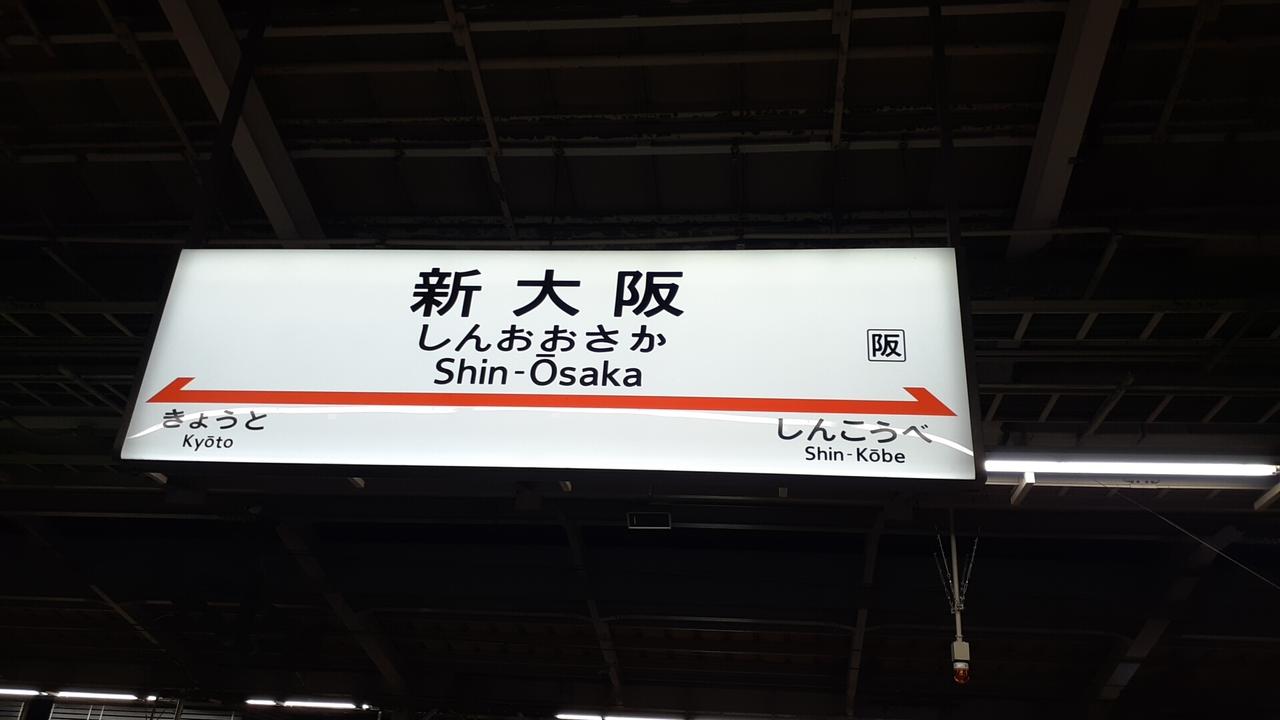 新大阪
しんおおさか
Shin-Ōsaka
阪
きょうと
Kyōto
しんこうべ
Shin-Kōbe